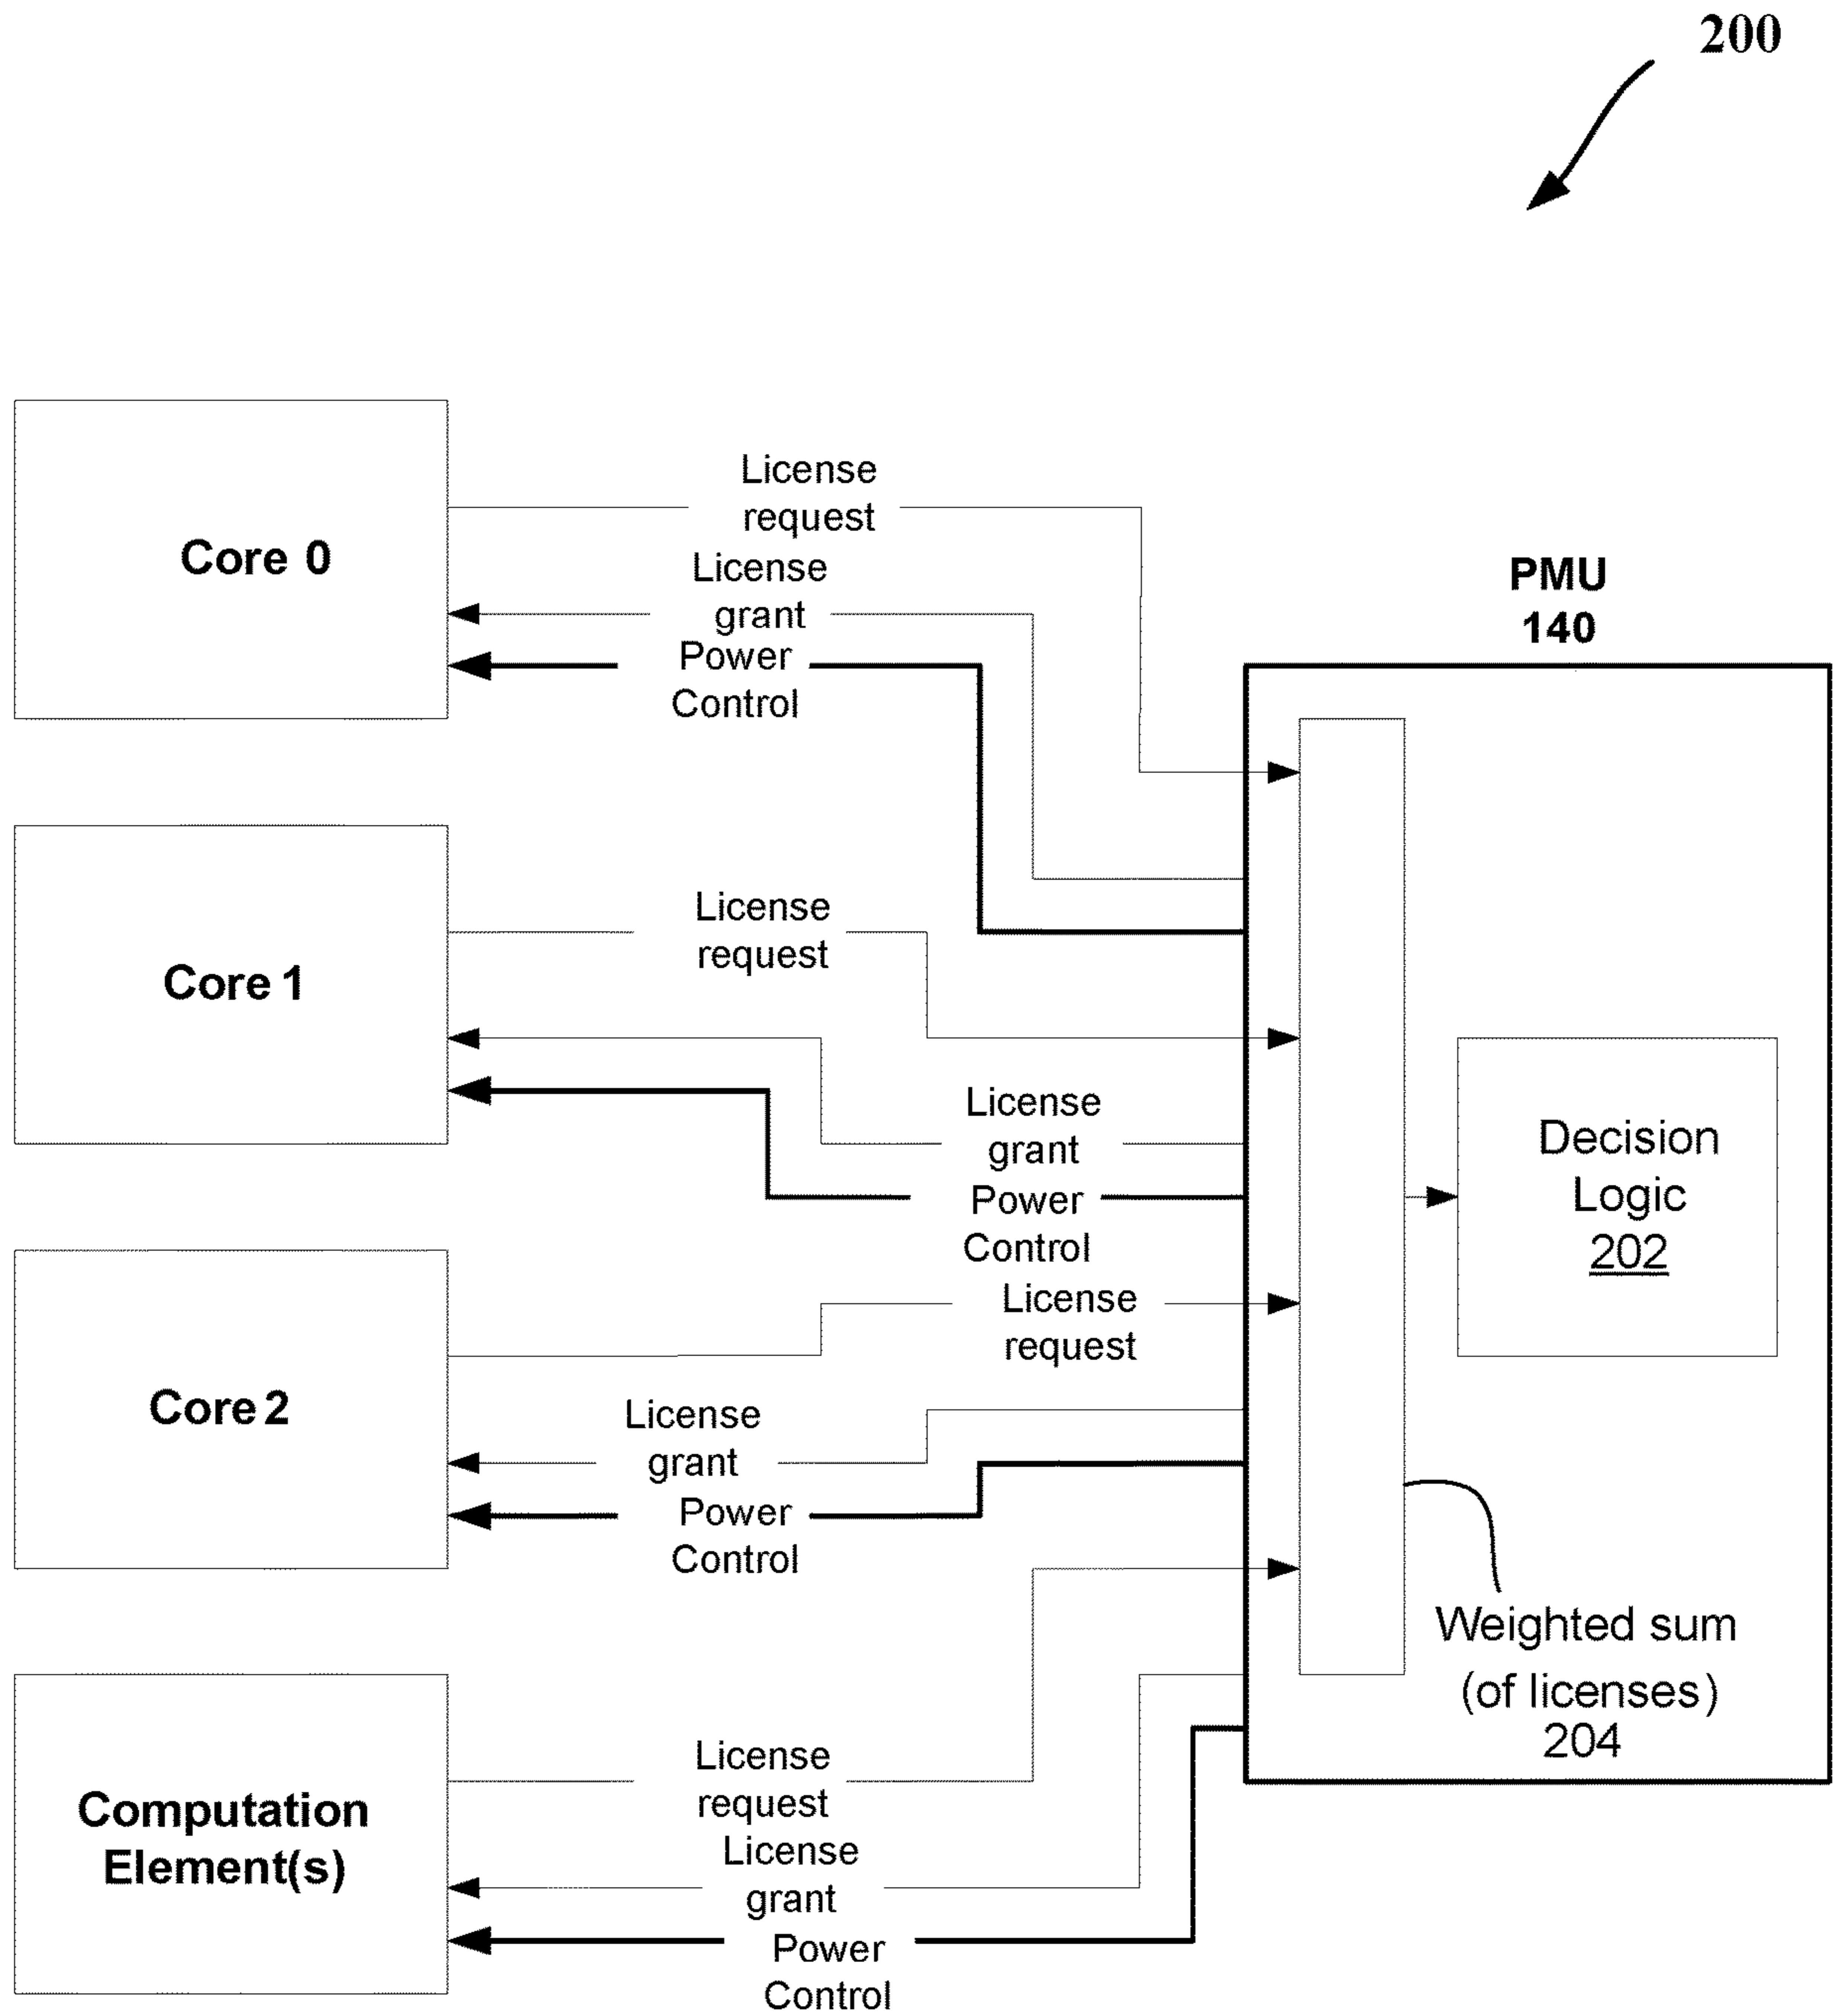 200
License
request
Core 0
License
grant
Power
Control
PMU
140
License
request
Core 1
License
grant
Power
Control
Decision
Logic
202
License
request
Core 2
License
grant
Power
Control
Weighted sum
(of licenses)
204
License
request
Computation
Element(s)
License
grant
Power
Control